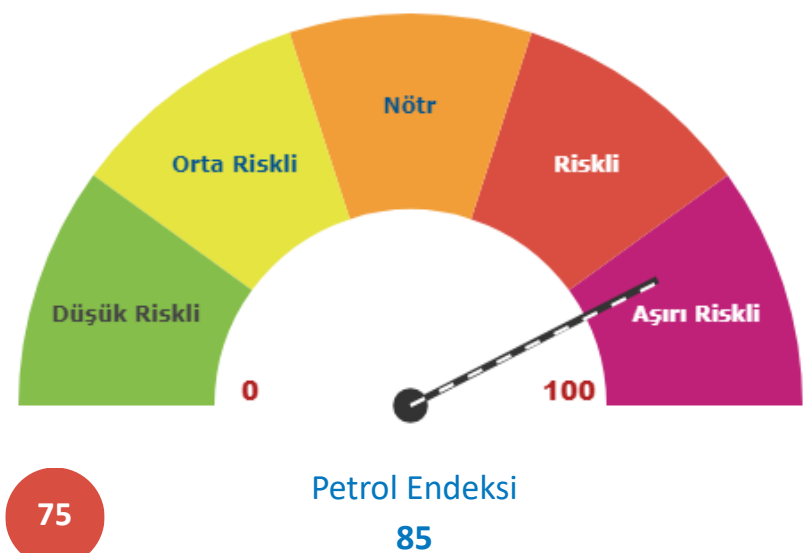 Nötr
Orta Riskli
Riskli
Düşük Riskli
Aşırı Riskli
0
100
75
Petrol Endeksi
85